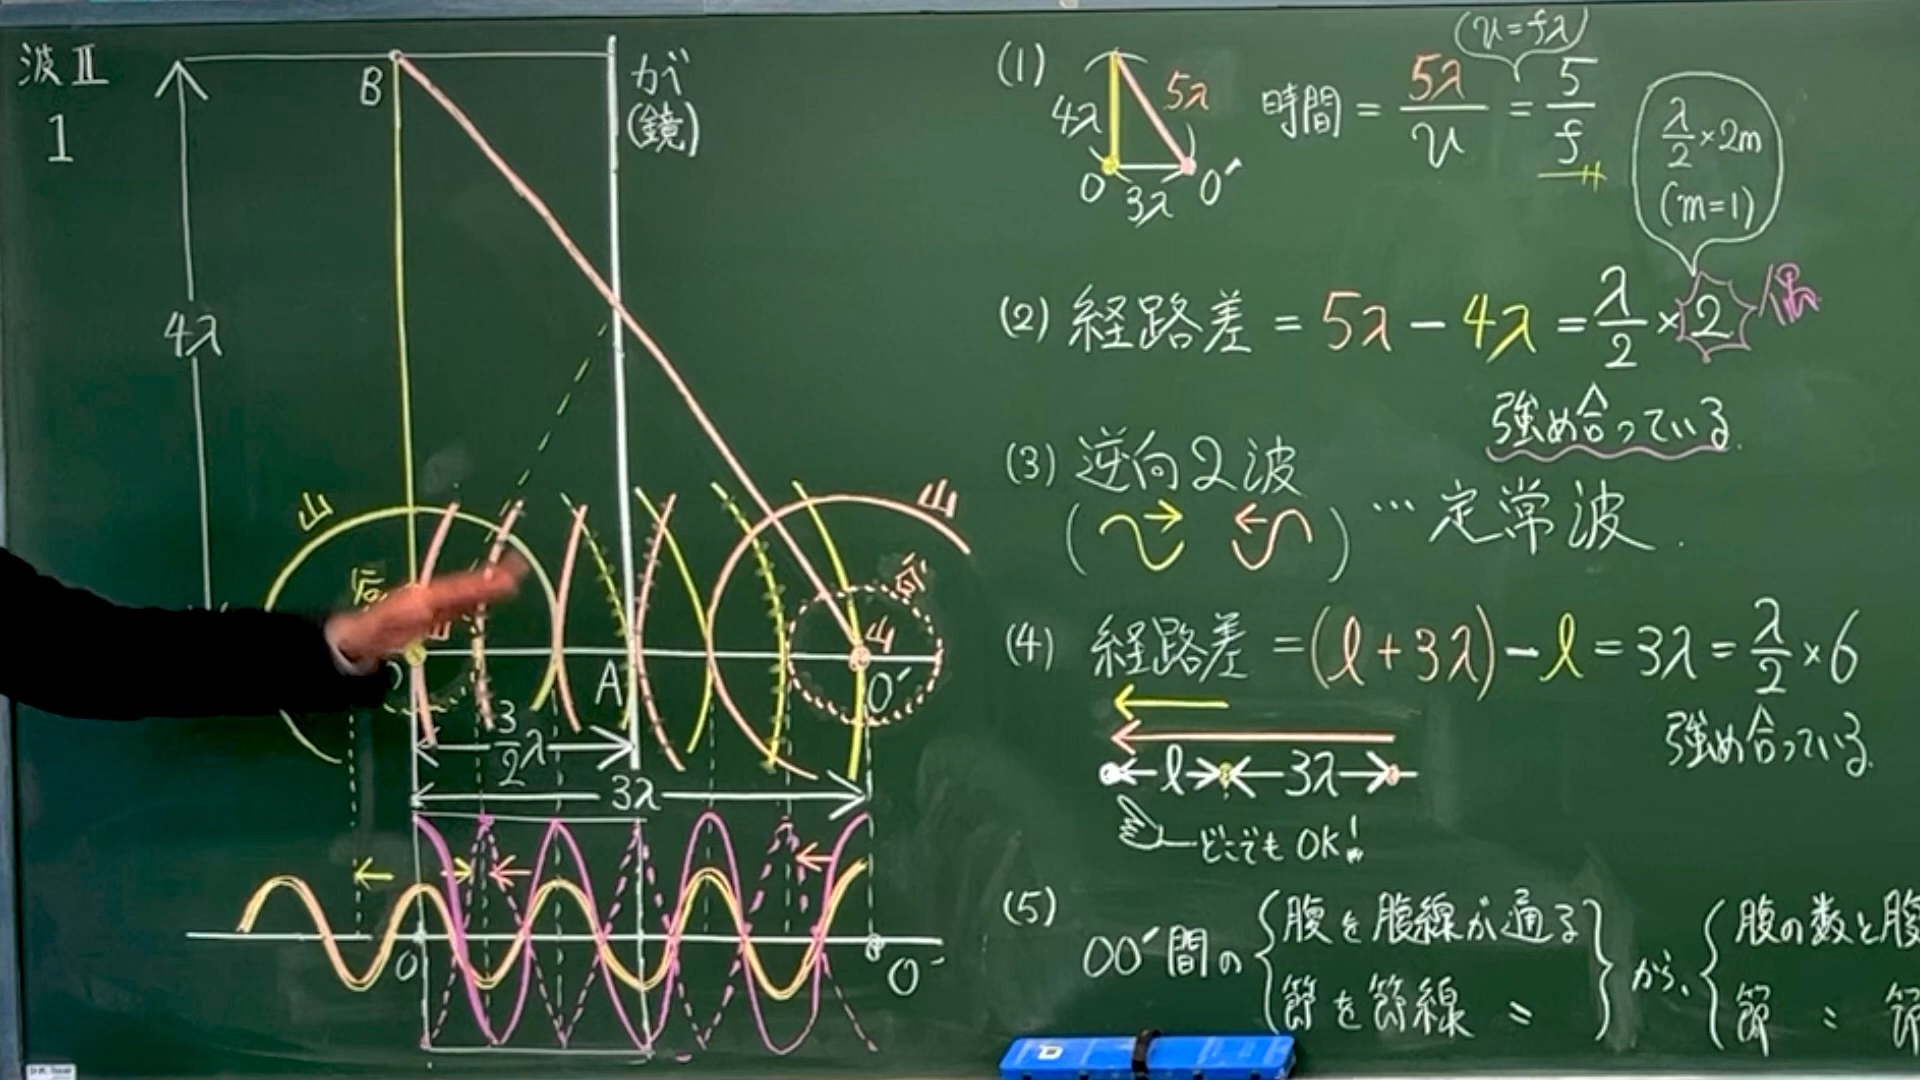 波Ⅱ
1
B
かべ
(鏡)
4λ
山
山
谷
山
A
O′
3/2 λ
3λ
O
O′
(1)
4λ
5λ
O
3λ
O′
(v=fλ)
時間 = 5λ/v = 5/f
λ/2 ×2m
(m=1)
(2) 経路差 = 5λ − 4λ = λ/2 × 2
強め合っている.
(3) 逆向2波
( ) … 定常波.
(4) 経路差 = (l+3λ)−l = 3λ = λ/2 ×6
強め合っている.
l 3λ
どこでもOK!
(5)
OO′間の{腹を腹線が通る
節を節線 〃}から、{腹の数と腹
節 〃 節